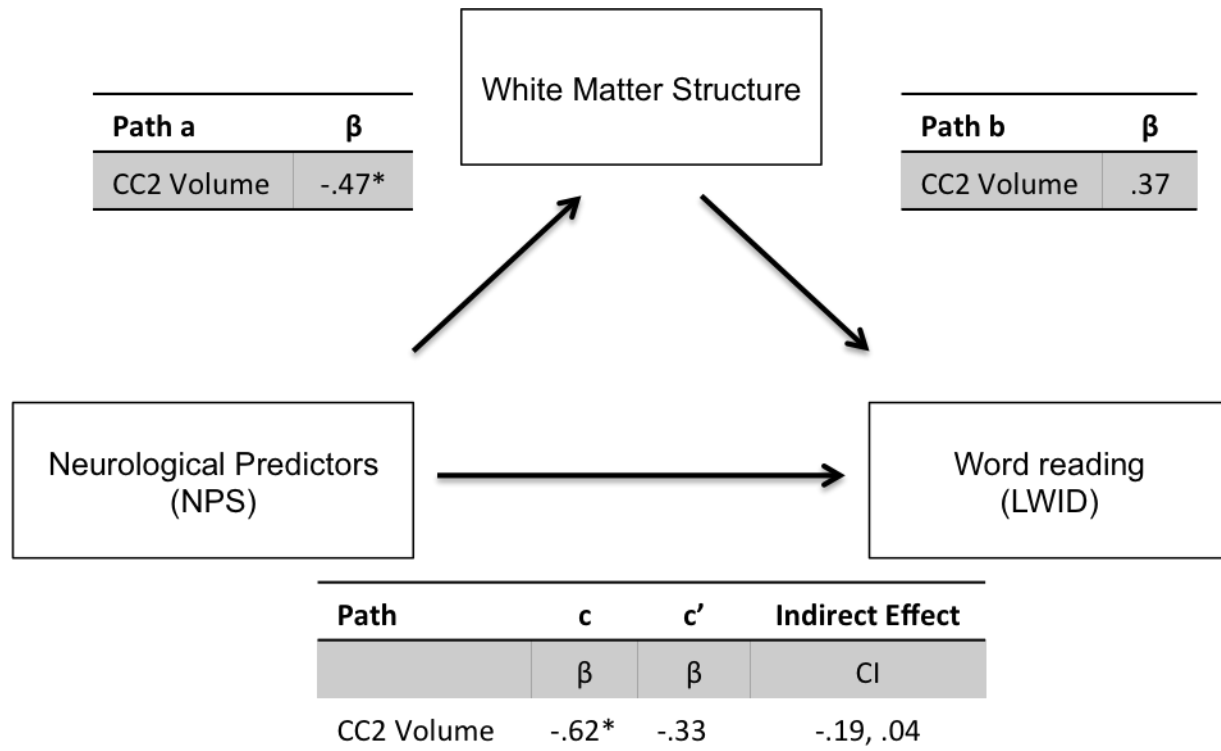 White Matter Structure
Path a β
CC2 Volume -.47*
Path b β
CC2 Volume .37
Neurological Predictors
(NPS)
Word reading
(LWID)
Path c c’ Indirect Effect
β β CI
CC2 Volume -.62* -.33 -.19, .04